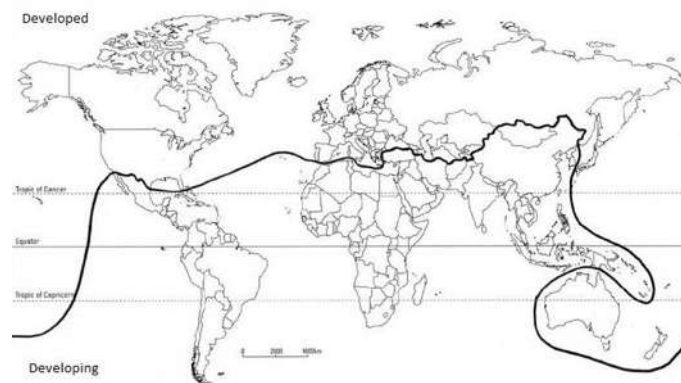 Developed
Tropic of Cancer
Equator
Tropic of Capricorn
0 2000 4000km
Developing